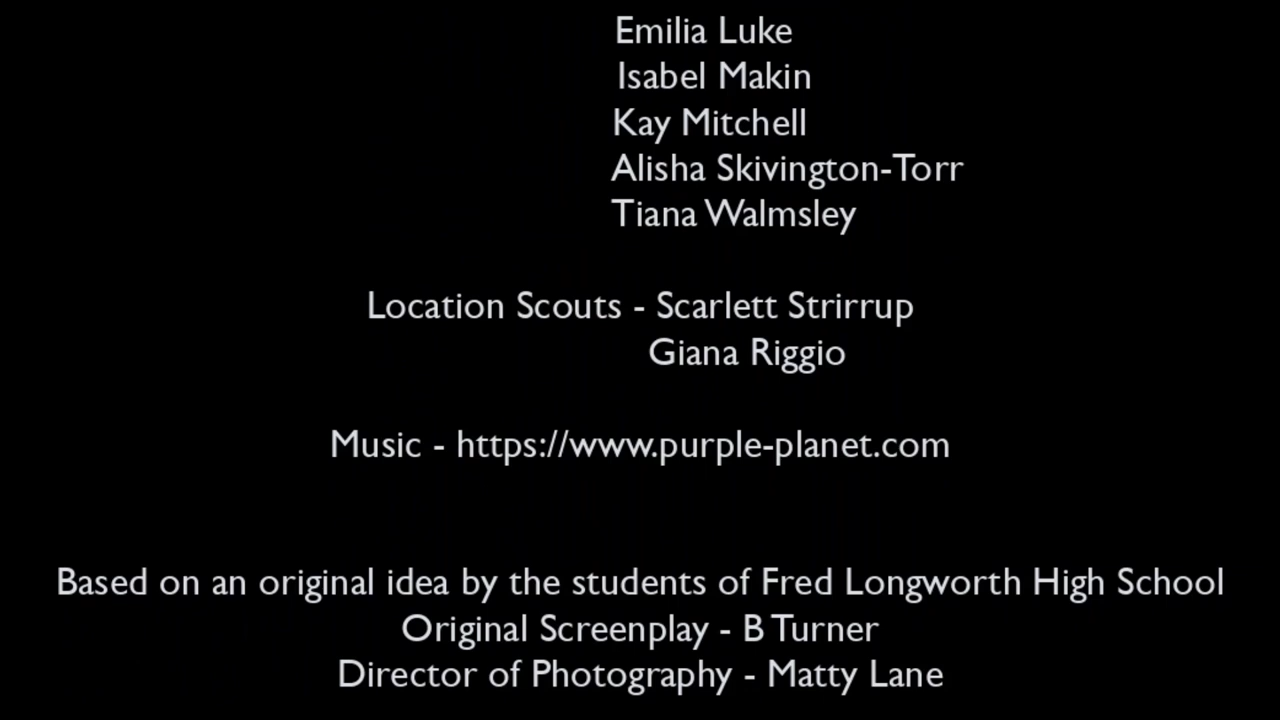 Emilia Luke
Isabel Makin
Kay Mitchell
Alisha Skivington-Torr
Tiana Walmsley
Location Scouts - Scarlett Strirrup
Giana Riggio
Music - https://www.purple-planet.com
Based on an original idea by the students of Fred Longworth High School
Original Screenplay - B Turner
Director of Photography - Matty Lane